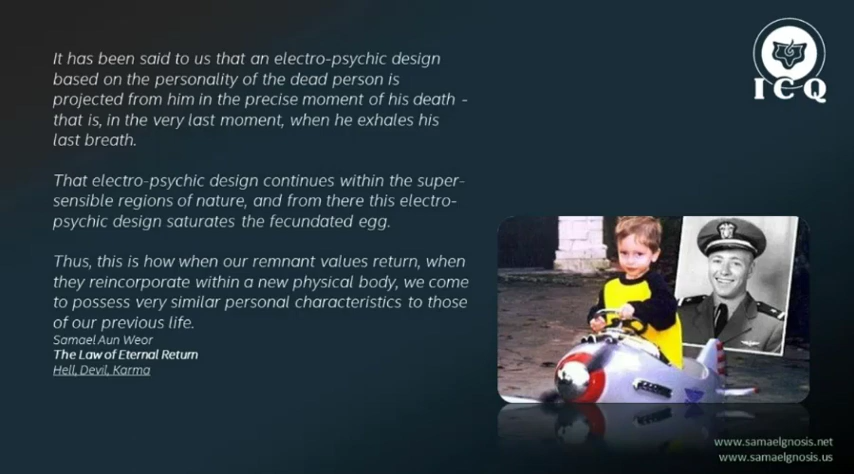 It has been said to us that an electro-psychic design
based on the personality of the dead person is
projected from him in the precise moment of his death -
that is, in the very last moment, when he exhales his
last breath.
That electro-psychic design continues within the super-
sensible regions of nature, and from there this electro-
psychic design saturates the fecundated egg.
Thus, this is how when our remnant values return, when
they reincorporate within a new physical body, we come
to possess very similar personal characteristics to those
of our previous life.
Samael Aun Weor
The Law of Eternal Return
Hell, Devil, Karma
ICQ
www.samaelgnosis.net
www.samaelgnosis.us